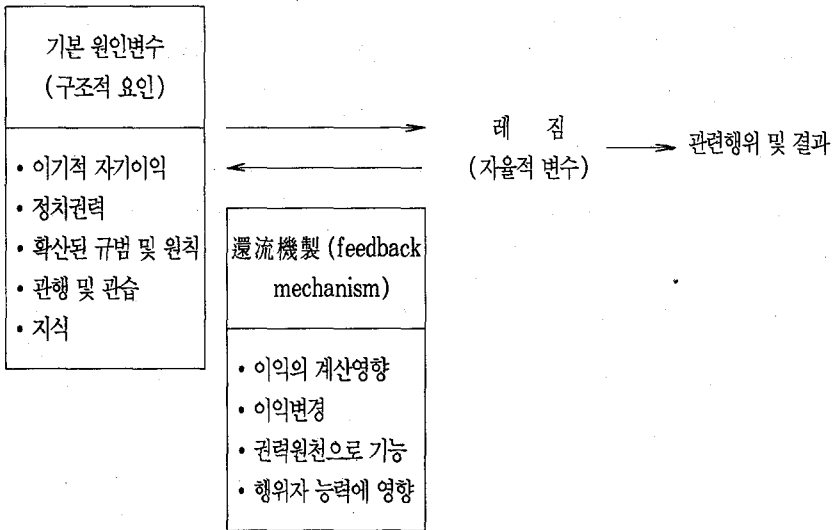 기본 원인변수
(구조적 요인)
• 이기적 자기이익
• 정치권력
• 확산된 규범 및 원칙
• 관행 및 관습
• 지식
레 짐
(자율적 변수)
관련행위 및 결과
還流機製 (feedback
mechanism)
• 이익의 계산영향
• 이익변경
• 권력원천으로 기능
• 행위자 능력에 영향